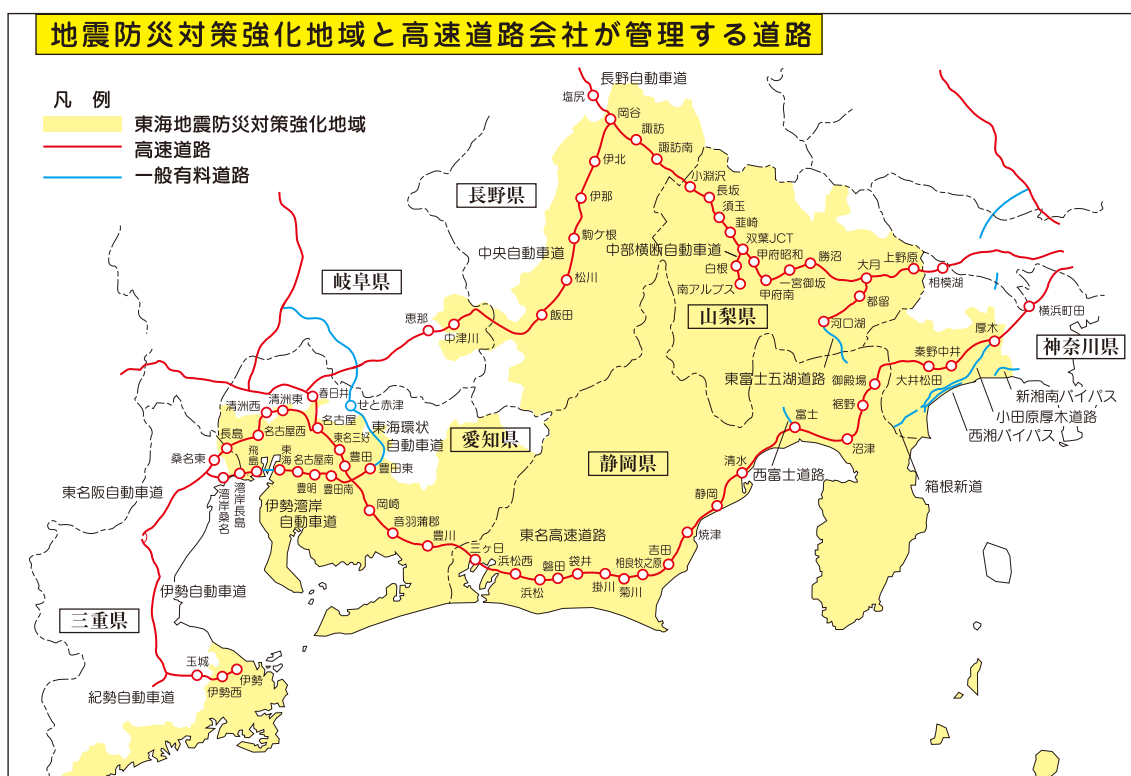 地震防災対策強化地域と高速道路会社が管理する道路
凡 例
東海地震防災対策強化地域
高速道路
一般有料道路
長野自動車道
塩尻
岡谷
諏訪
諏訪南
伊北
小淵沢
長坂
伊那
須玉
韮崎
長野県
駒ケ根
双葉JCT
中央自動車道
中部横断自動車道
甲府昭和
勝沼
上野原
大月
白根
一宮御坂
相模湖
松川
南アルプス
甲府南
都留
岐阜県
飯田
山梨県
河口湖
横浜町田
恵那
中津川
厚木
神奈川県
秦野中井
東富士五湖道路
御殿場
大井松田
春日井
新湘南バイパス
清洲東
清洲西
せと赤津
裾野
小田原厚木道路
名古屋
東海環状
自動車道
富士
西湘バイパス
長島
名古屋西
東名三好
愛知県
沼津
飛島
東海
名古屋南
豊田
豊田東
桑名東
静岡県
清水
西富士道路
東名阪自動車道
豊明
豊田南
箱根新道
湾岸桑名
湾岸長島
伊勢湾岸
自動車道
岡崎
静岡
音羽蒲郡
東名高速道路
焼津
豊川
三ヶ日
吉田
浜松西
袋井
相良牧之原
磐田
浜松
掛川
菊川
伊勢自動車道
三重県
玉城
伊勢
伊勢西
紀勢自動車道